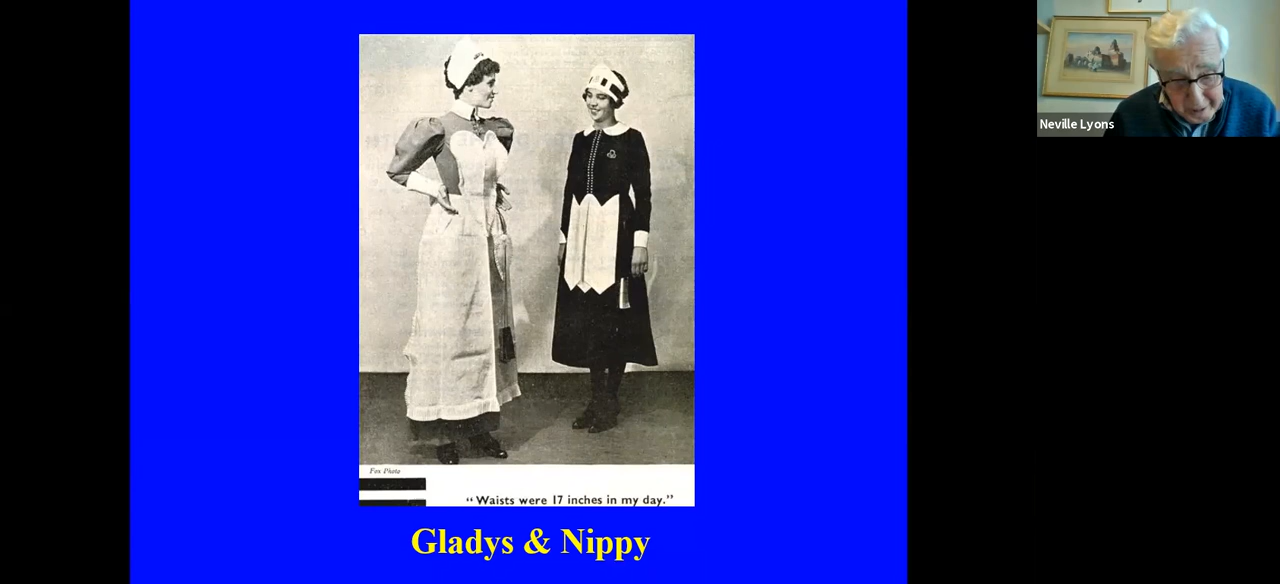 Neville Lyons
Fox Photo
“Waists were 17 inches in my day.”
Gladys & Nippy